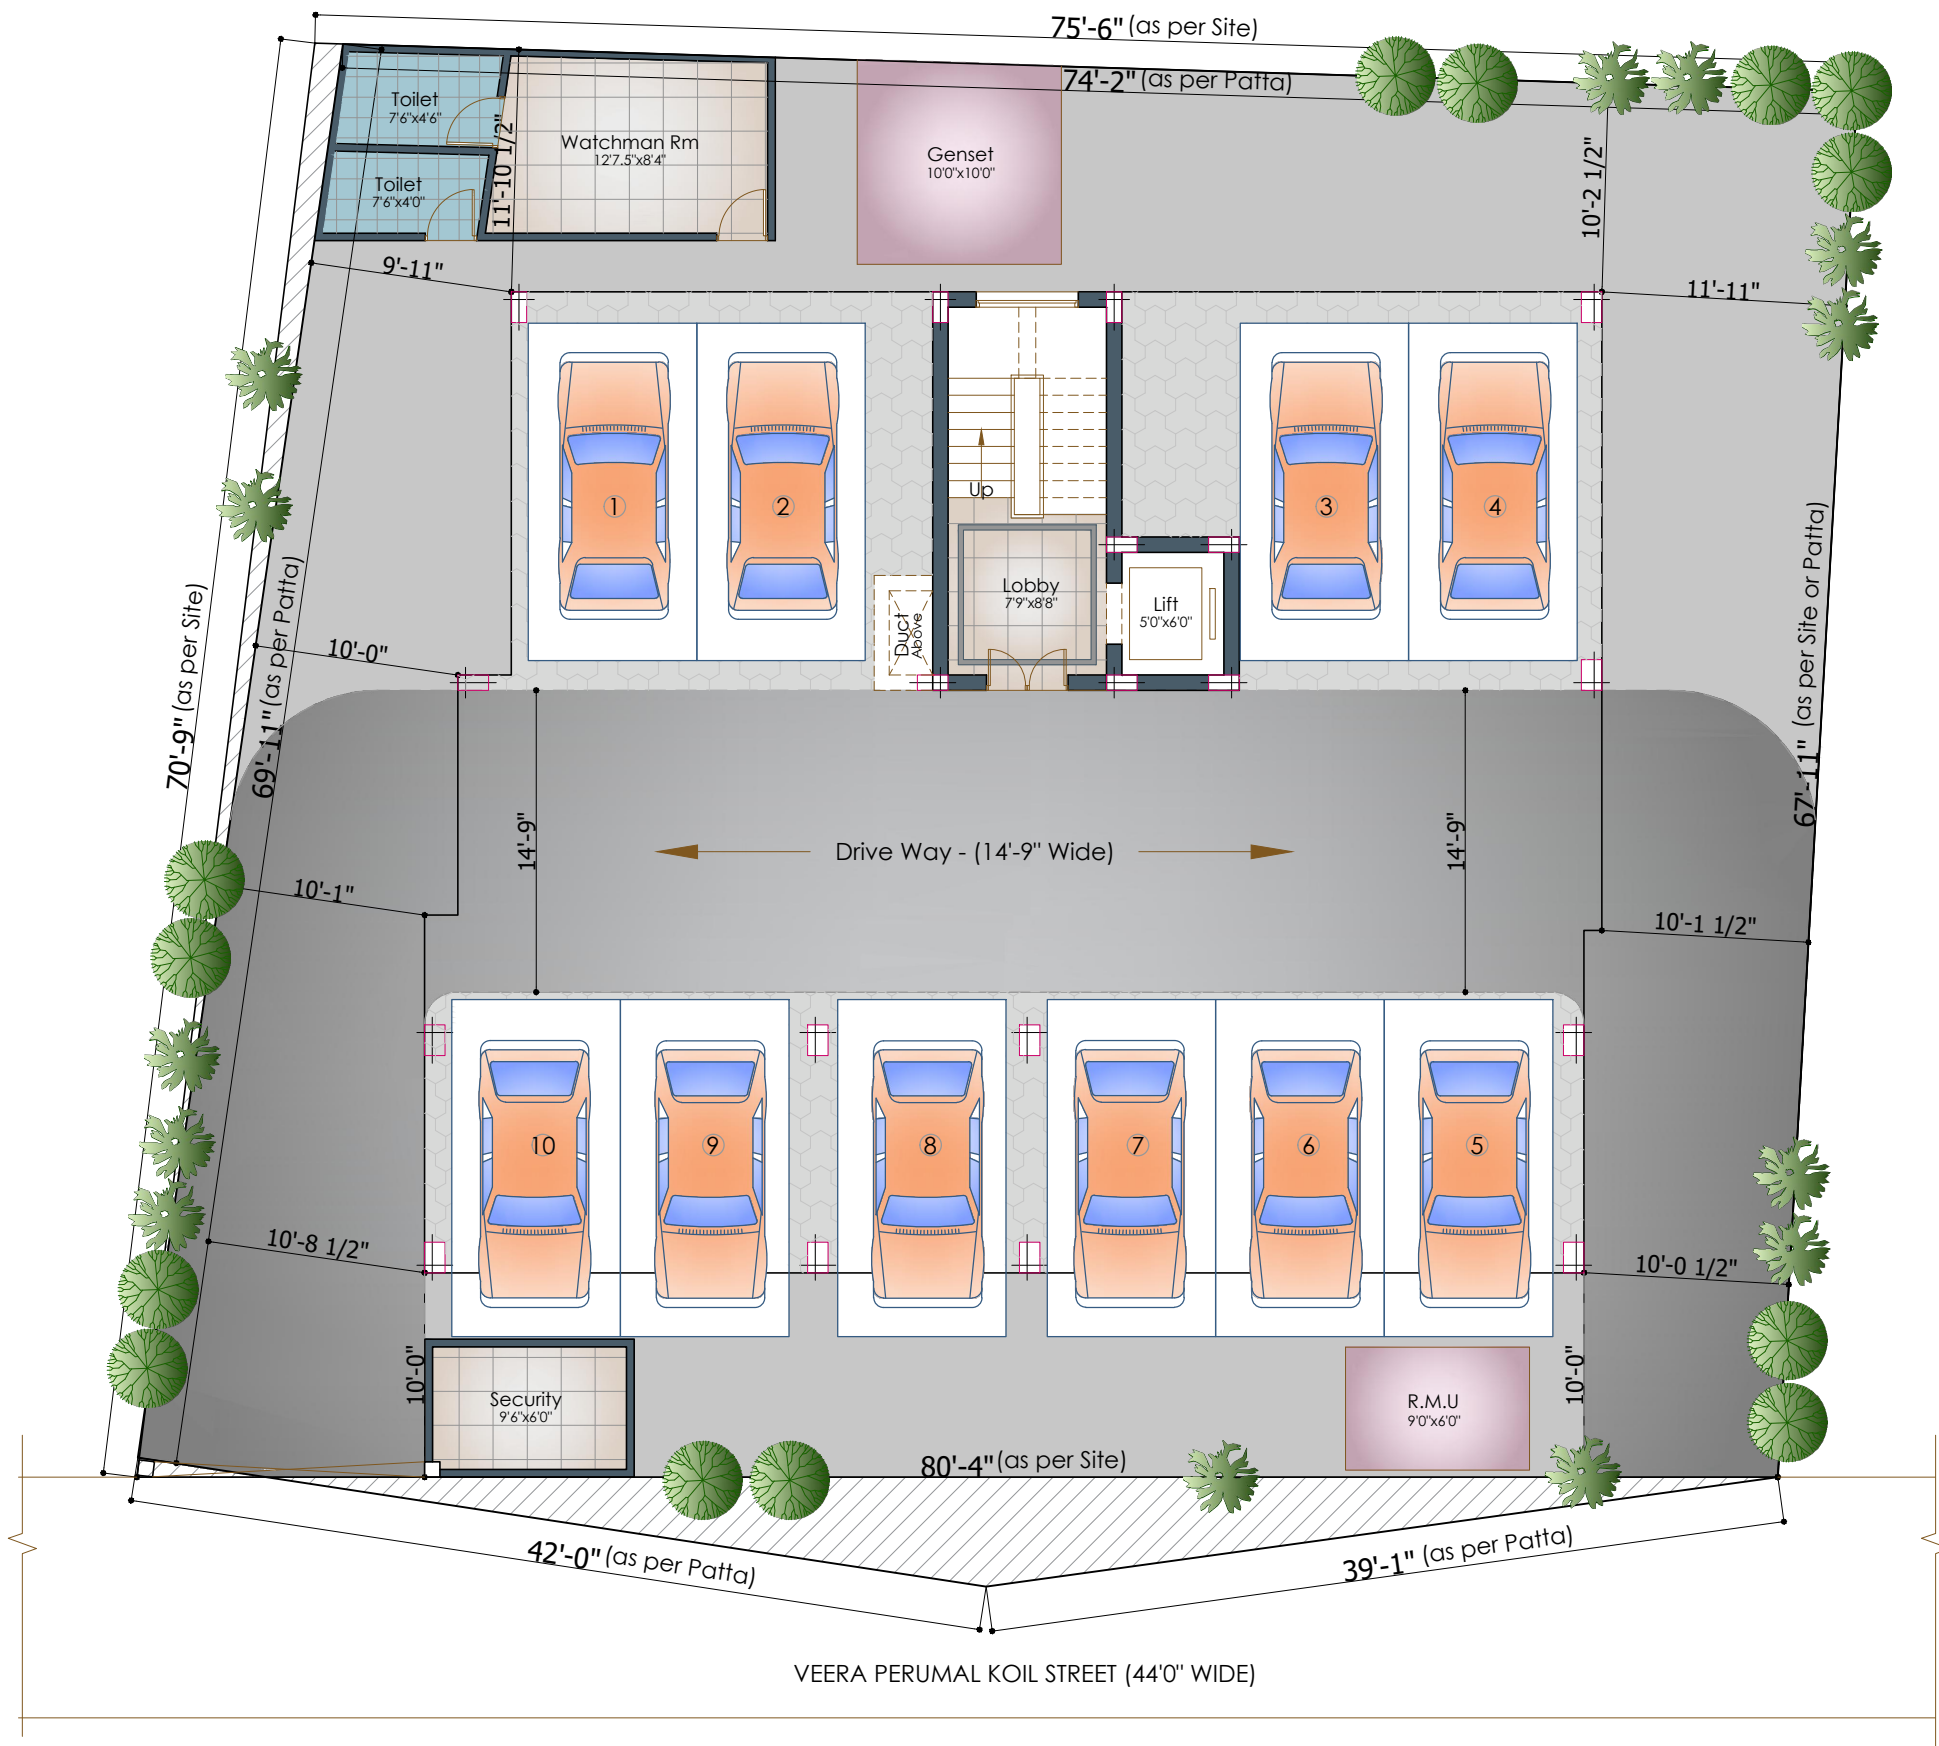 75'-6" (as per Site)
74'-2" (as per Patta)
Toilet
7'6"x4'6"
Toilet
7'6"x4'0"
Watchman Rm
12'7.5"x8'4"
11'-10 1/2"
Genset
10'0"x10'0"
10'-2 1/2"
9'-11"
11'-11"
1
2
3
4
Up
Lobby
7'9"x8'8"
Lift
5'0"x6'0"
Duct
Above
70'-9" (as per Site)
69'-11" (as per Patta)
67'-11" (as per Site or Patta)
10'-0"
14'-9"
Drive Way - (14'-9" Wide)
14'-9"
10'-1"
10'-1 1/2"
10
9
8
7
6
5
10'-8 1/2"
10'-0 1/2"
10'-0"
10'-0"
Security
9'6"x6'0"
R.M.U
9'0"x6'0"
80'-4" (as per Site)
42'-0" (as per Patta)
39'-1" (as per Patta)
VEERA PERUMAL KOIL STREET (44'0" WIDE)